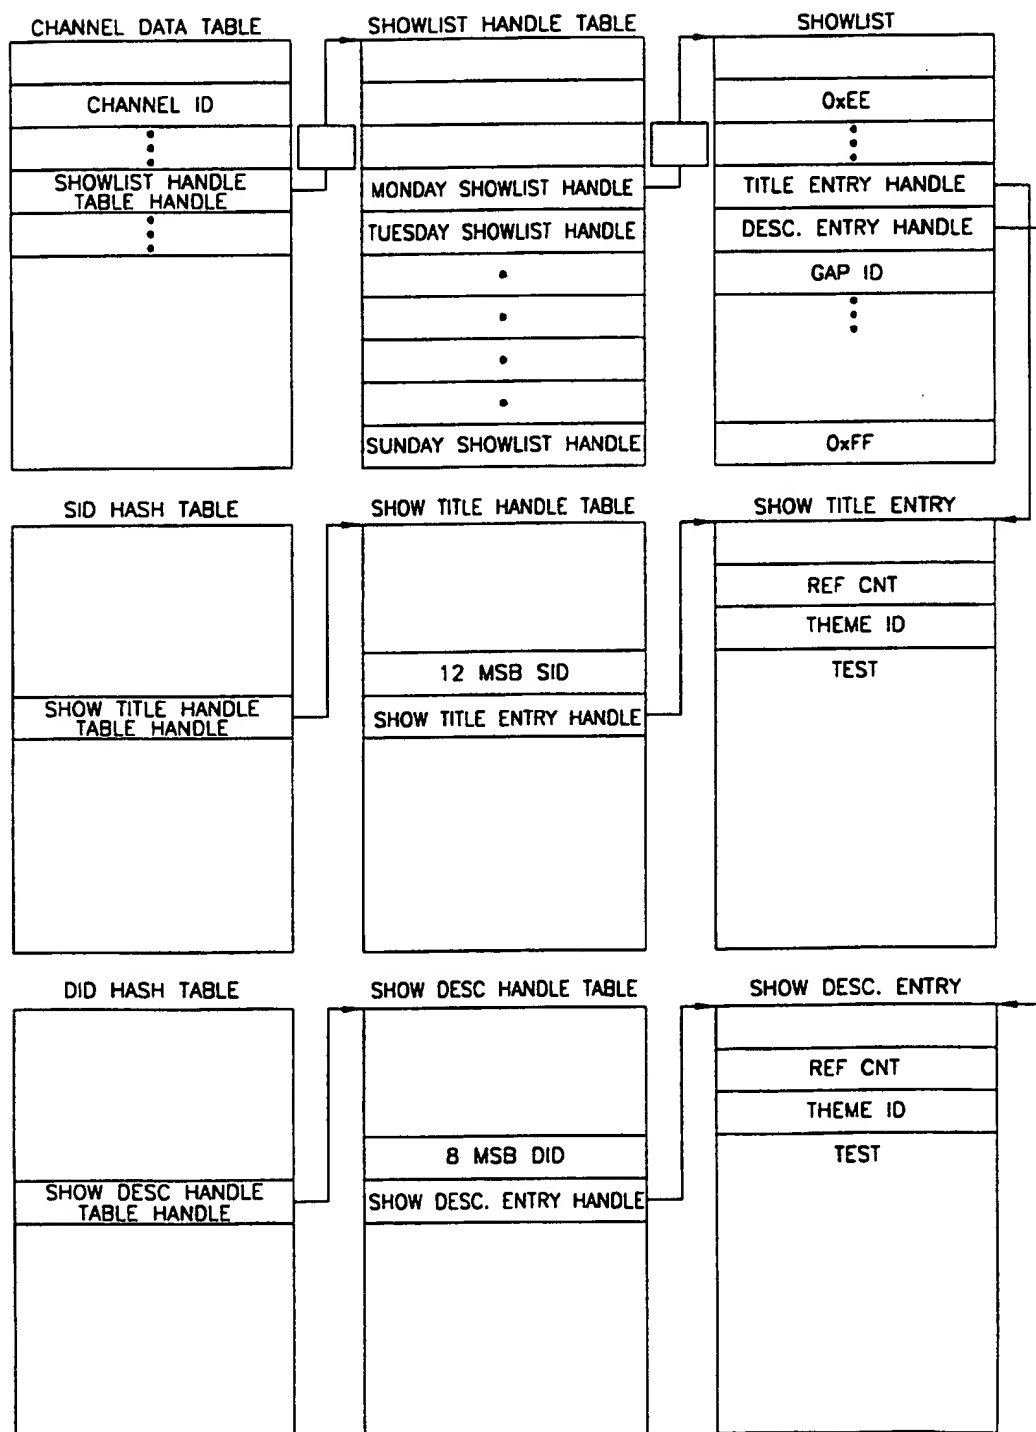 CHANNEL DATA TABLE
CHANNEL ID
SHOWLIST HANDLE
TABLE HANDLE
SHOWLIST HANDLE TABLE
MONDAY SHOWLIST HANDLE
TUESDAY SHOWLIST HANDLE
SUNDAY SHOWLIST HANDLE
SHOWLIST
0xEE
TITLE ENTRY HANDLE
DESC. ENTRY HANDLE
GAP ID
0xFF
SID HASH TABLE
SHOW TITLE HANDLE
TABLE HANDLE
SHOW TITLE HANDLE TABLE
12 MSB SID
SHOW TITLE ENTRY HANDLE
SHOW TITLE ENTRY
REF CNT
THEME ID
TEST
DID HASH TABLE
SHOW DESC HANDLE
TABLE HANDLE
SHOW DESC HANDLE TABLE
8 MSB DID
SHOW DESC. ENTRY HANDLE
SHOW DESC. ENTRY
REF CNT
THEME ID
TEST